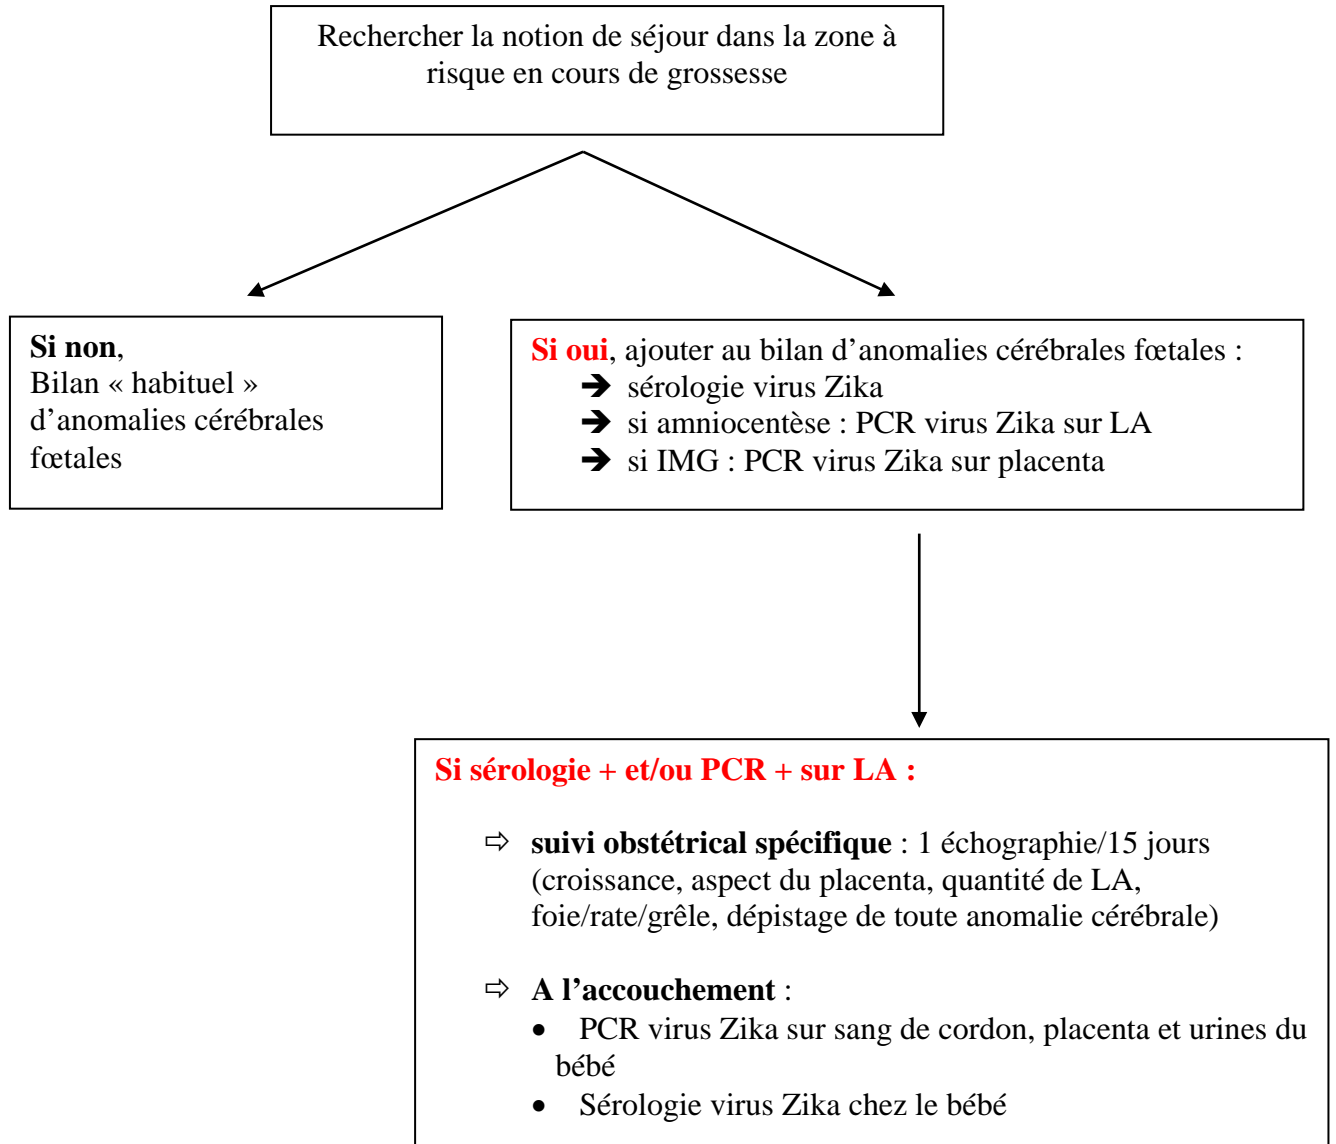 Rechercher la notion de séjour dans la zone à
risque en cours de grossesse
Si non,
Bilan « habituel »
d’anomalies cérébrales
fœtales
Si oui, ajouter au bilan d’anomalies cérébrales fœtales :
➔ sérologie virus Zika
➔ si amniocentèse : PCR virus Zika sur LA
➔ si IMG : PCR virus Zika sur placenta
Si sérologie + et/ou PCR + sur LA :
⇨ suivi obstétrical spécifique : 1 échographie/15 jours
(croissance, aspect du placenta, quantité de LA,
foie/rate/grêle, dépistage de toute anomalie cérébrale)
⇨ A l’accouchement :
• PCR virus Zika sur sang de cordon, placenta et urines du
bébé
• Sérologie virus Zika chez le bébé